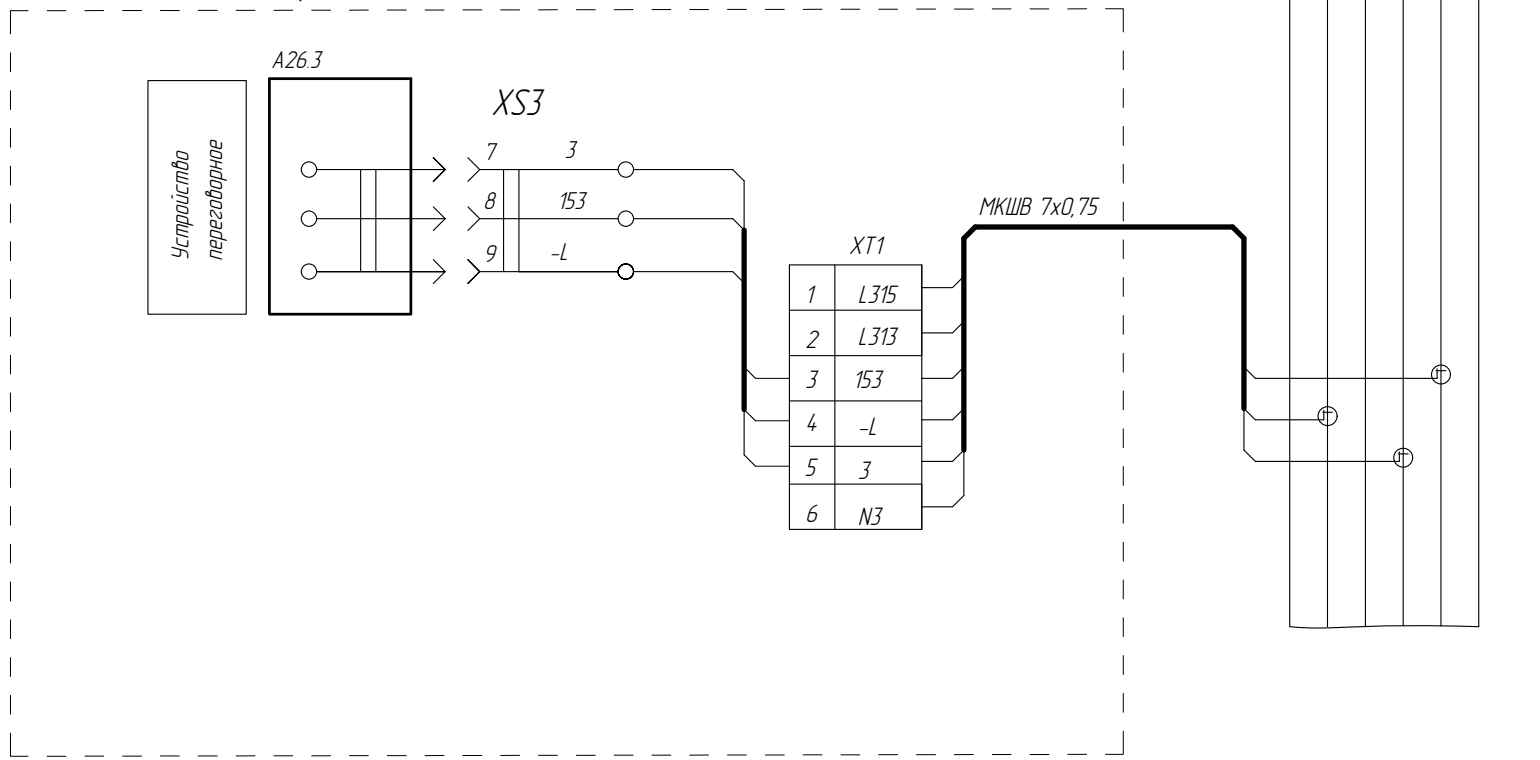 А26.3
Устройство
переговорное
XS3
7 3
8 153
9 -L
МКШВ 7х0,75
XT1
1 L315
2 L313
3 153
4 -L
5 3
6 N3